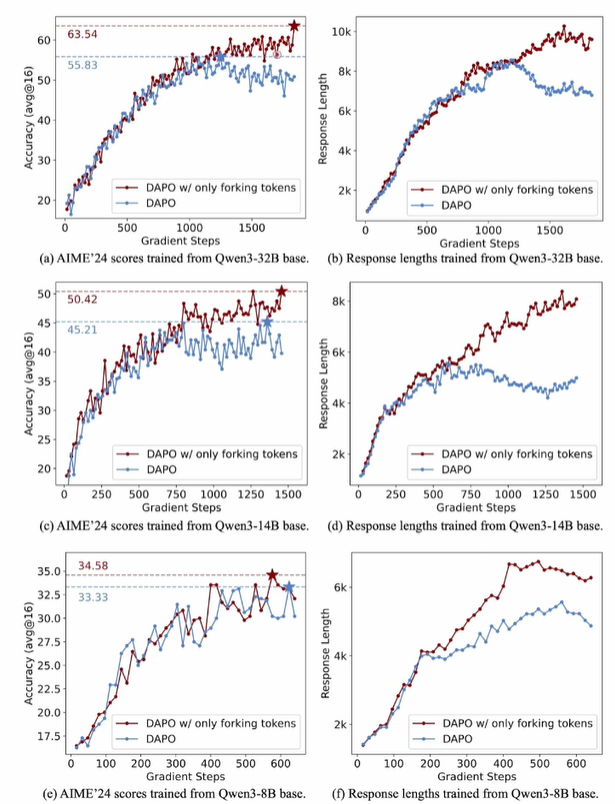 63.54
55.83
60
50
40
30
20
Accuracy (avg@16)
DAPO w/ only forking tokens
DAPO
0
500
1000
1500
Gradient Steps
(a) AIME'24 scores trained from Qwen3-32B base.
10k
8k
6k
4k
2k
Response Length
DAPO w/ only forking tokens
DAPO
0
500
1000
1500
Gradient Steps
(b) Response lengths trained from Qwen3-32B base.
50.42
45.21
50
45
40
35
30
25
20
Accuracy (avg@16)
DAPO w/ only forking tokens
DAPO
0
250
500
750
1000
1250
1500
Gradient Steps
(c) AIME'24 scores trained from Qwen3-14B base.
8k
6k
4k
2k
Response Length
DAPO w/ only forking tokens
DAPO
0
250
500
750
1000
1250
1500
Gradient Steps
(d) Response lengths trained from Qwen3-14B base.
34.58
33.33
35.0
32.5
30.0
27.5
25.0
22.5
20.0
17.5
Accuracy (avg@16)
DAPO w/ only forking tokens
DAPO
0
100
200
300
400
500
600
Gradient Steps
(e) AIME'24 scores trained from Qwen3-8B base.
6k
4k
2k
Response Length
DAPO w/ only forking tokens
DAPO
0
100
200
300
400
500
600
Gradient Steps
(f) Response lengths trained from Qwen3-8B base.